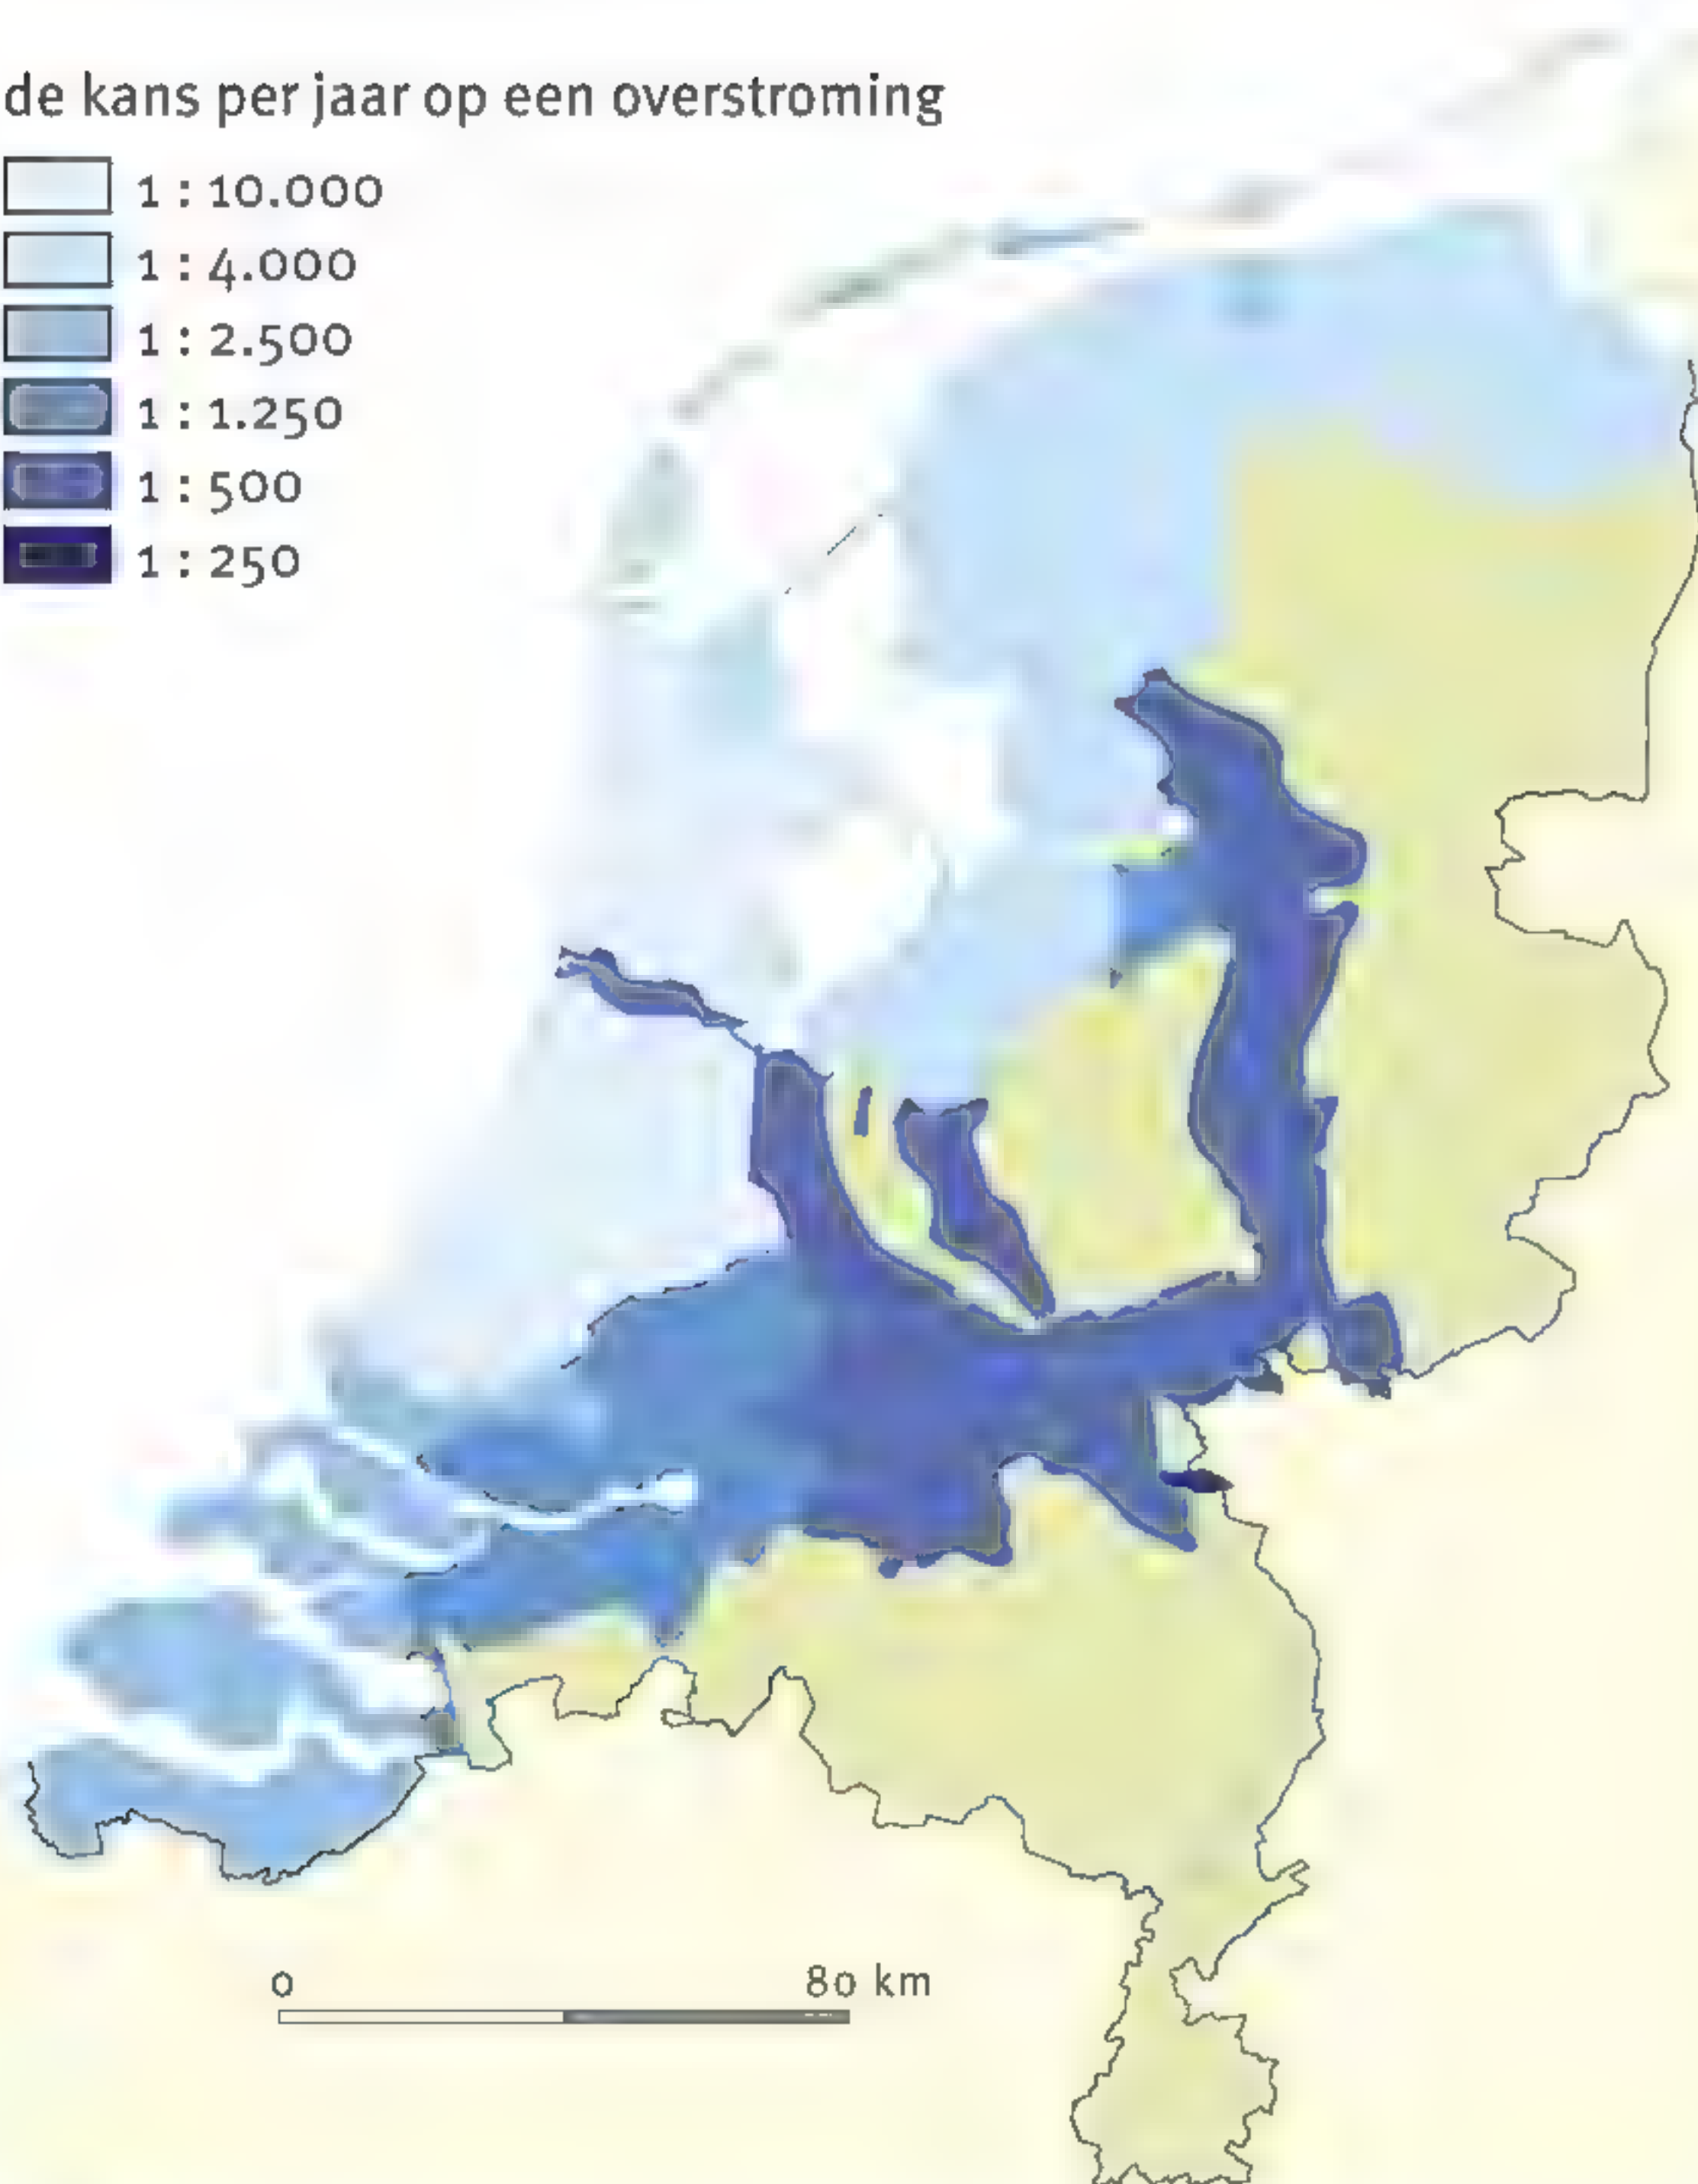 de kans per jaar op een overstroming
1 : 10.000
1 : 4.000
1 : 2.500
1 : 1.250
1 : 500
1 : 250
0 80 km